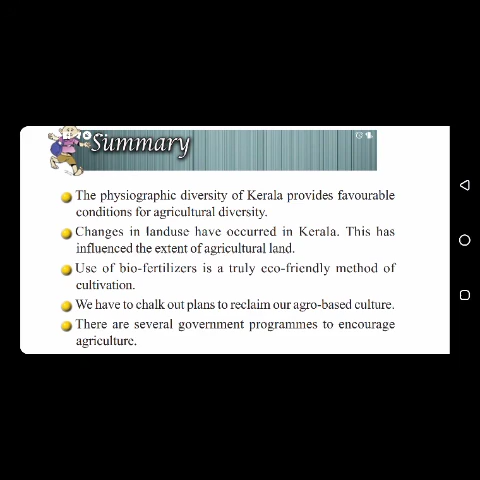 Summary
The physiographic diversity of Kerala provides favourable
conditions for agricultural diversity.
Changes in landuse have occurred in Kerala. This has
influenced the extent of agricultural land.
Use of bio-fertilizers is a truly eco-friendly method of
cultivation.
We have to chalk out plans to reclaim our agro-based culture.
There are several government programmes to encourage
agriculture.